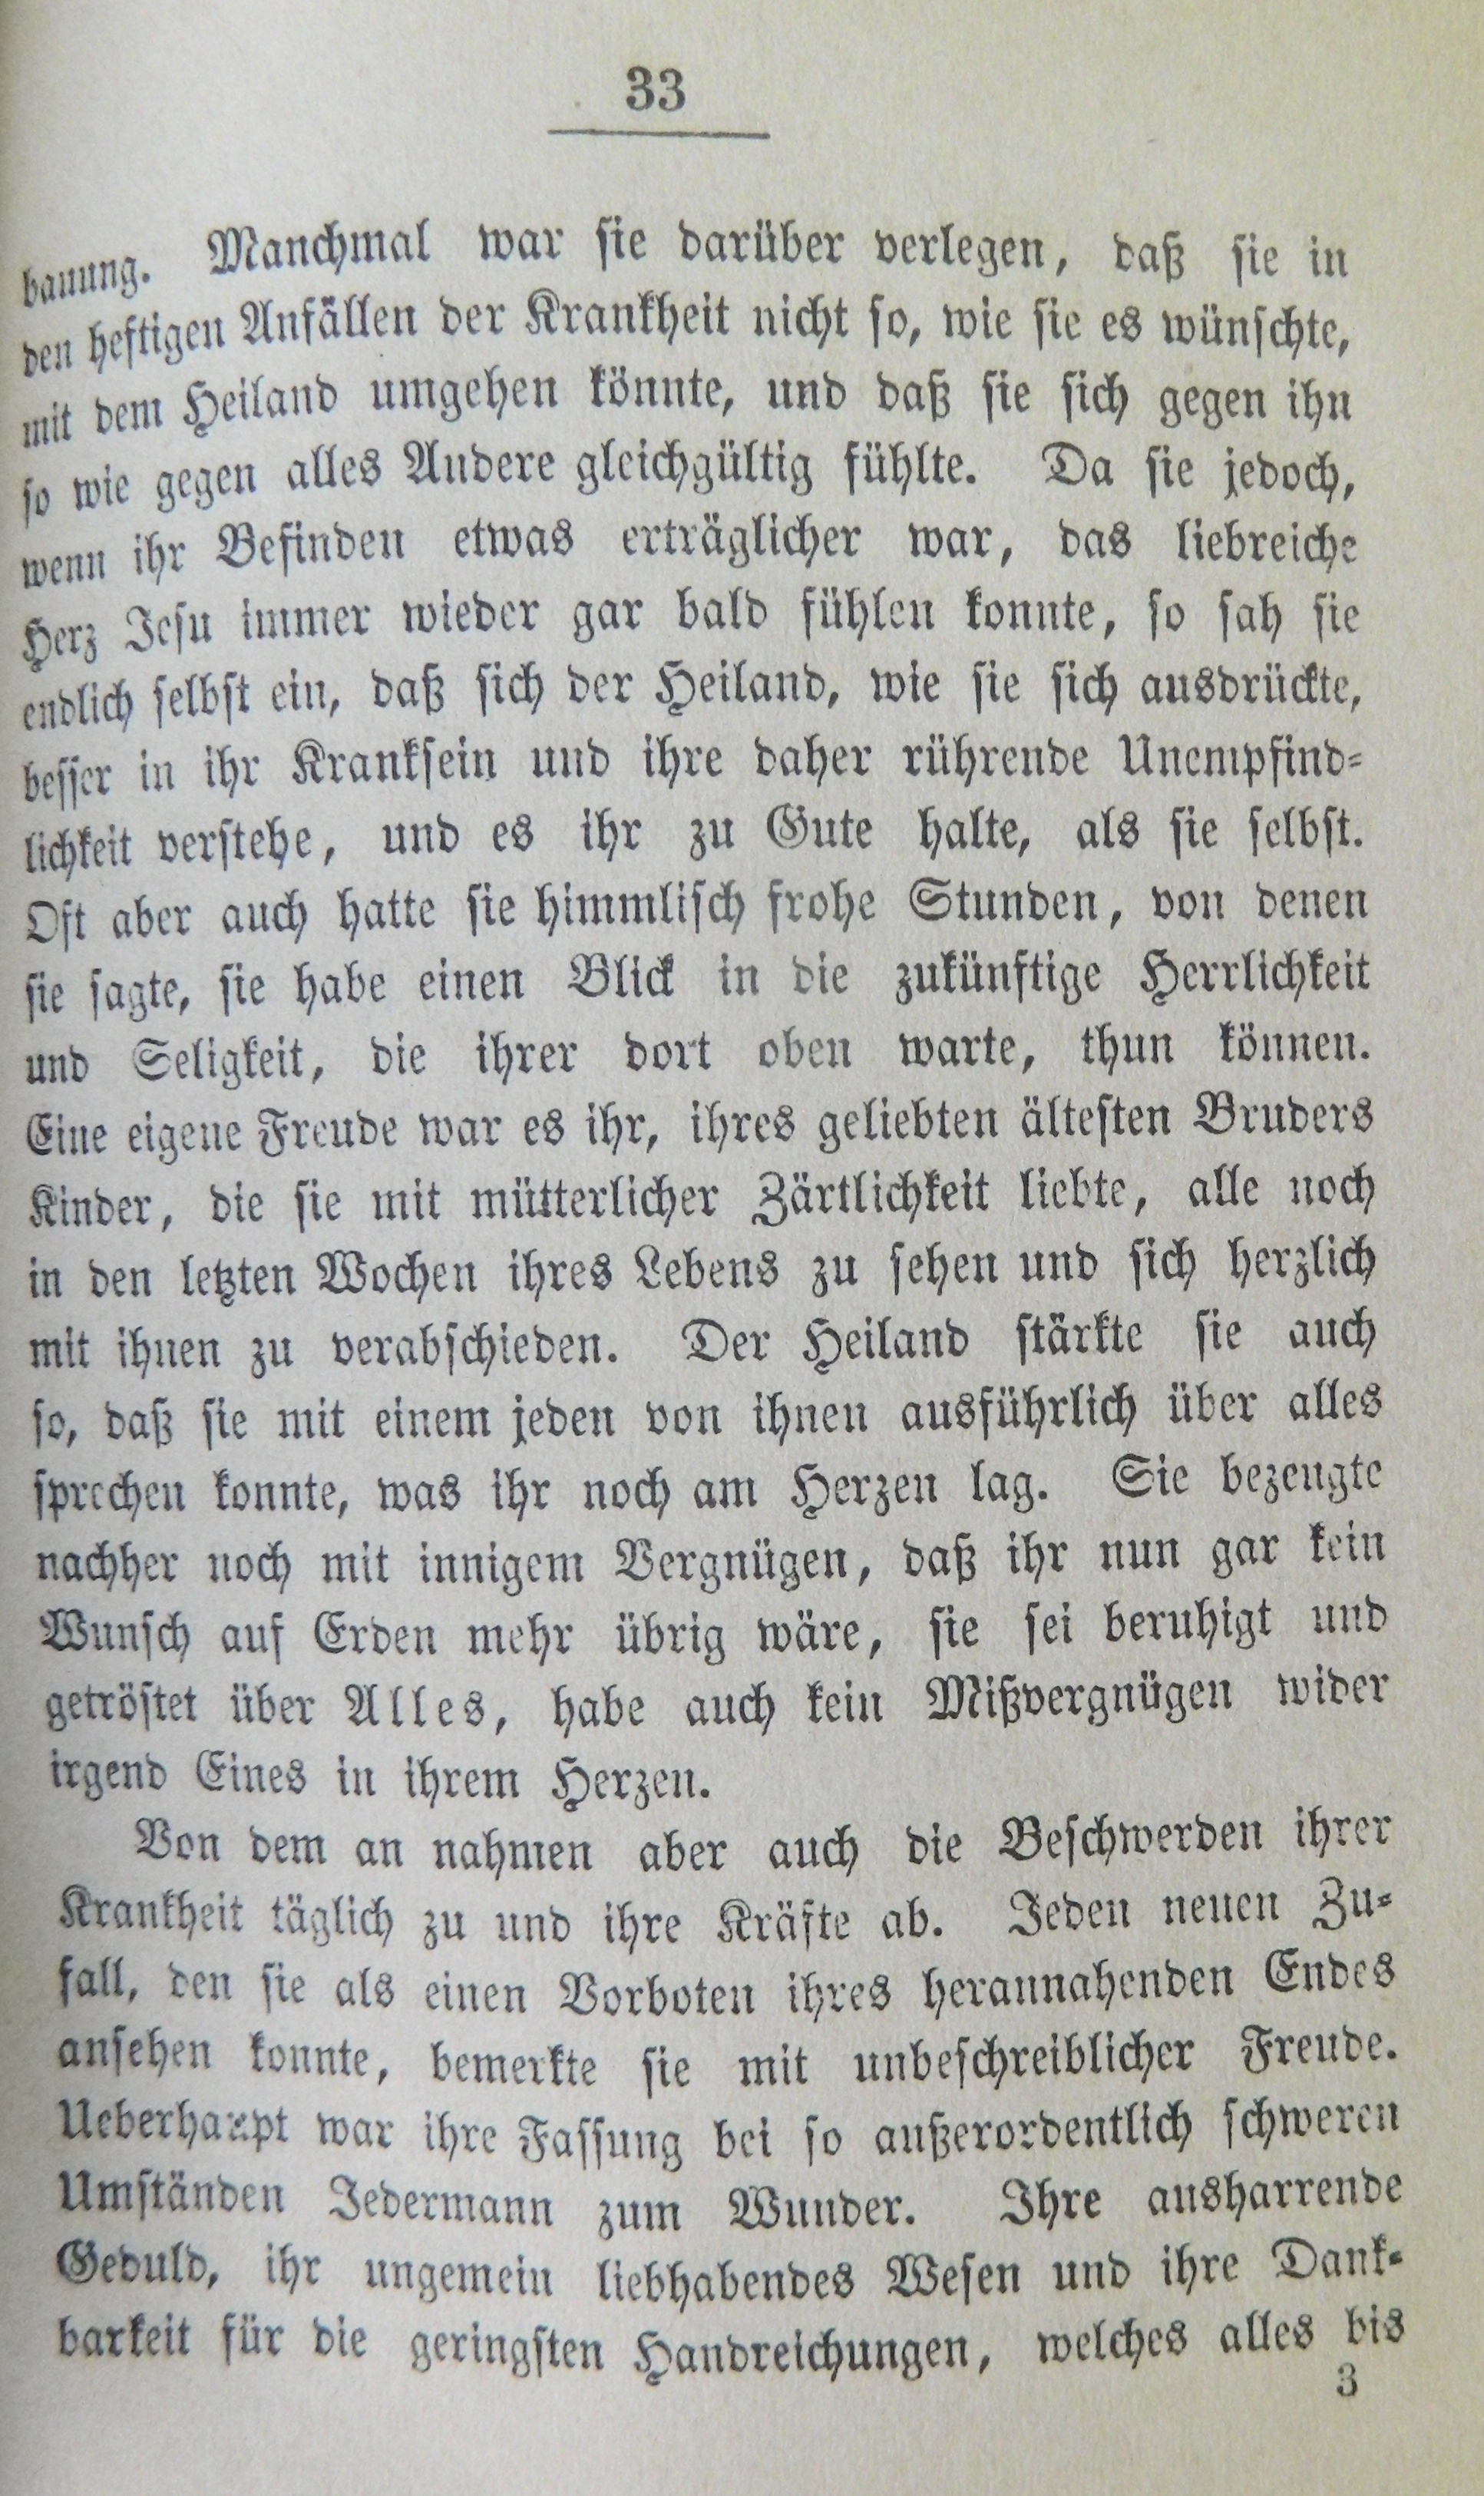 33
bauung. Manchmal war sie darüber verlegen, daß sie in
den heftigen Anfällen der Krankheit nicht so, wie sie es wünschte,
mit dem Heiland umgehen könnte, und daß sie sich gegen ihn
so wie gegen alles Andere gleichgültig fühlte. Da sie jedoch,
wenn ihr Befinden etwas erträglicher war, das liebreiche
Herz Jesu immer wieder gar bald fühlen konnte, so sah sie
endlich selbst ein, daß sich der Heiland, wie sie sich ausdrückte,
besser in ihr Kranksein und ihre daher rührende Unempfind-
lichkeit verstehe, und es ihr zu Gute halte, als sie selbst.
Oft aber auch hatte sie himmlisch frohe Stunden, von denen
sie sagte, sie habe einen Blick in die zukünftige Herrlichkeit
und Seligkeit, die ihrer dort oben warte, thun können.
Eine eigene Freude war es ihr, ihres geliebten ältesten Bruders
Kinder, die sie mit mütterlicher Zärtlichkeit liebte, alle noch
in den letzten Wochen ihres Lebens zu sehen und sich herzlich
mit ihnen zu verabschieden. Der Heiland stärkte sie auch
so, daß sie mit einem jeden von ihnen ausführlich über alles
sprechen konnte, was ihr noch am Herzen lag. Sie bezeugte
nachher noch mit innigem Vergnügen, daß ihr nun gar kein
Wunsch auf Erden mehr übrig wäre, sie sei beruhigt und
getröstet über Alles, habe auch kein Mißvergnügen wider
irgend Eines in ihrem Herzen.
Von dem an nahmen aber auch die Beschwerden ihrer
Krankheit täglich zu und ihre Kräfte ab. Jeden neuen Zu-
fall, den sie als einen Vorboten ihres herannahenden Endes
ansehen konnte, bemerkte sie mit unbeschreiblicher Freude.
Ueberhaupt war ihre Fassung bei so außerordentlich schweren
Umständen Jedermann zum Wunder. Ihre ausharrende
Geduld, ihr ungemein liebhabendes Wesen und ihre Dank-
barkeit für die geringsten Handreichungen, welches alles bis
3